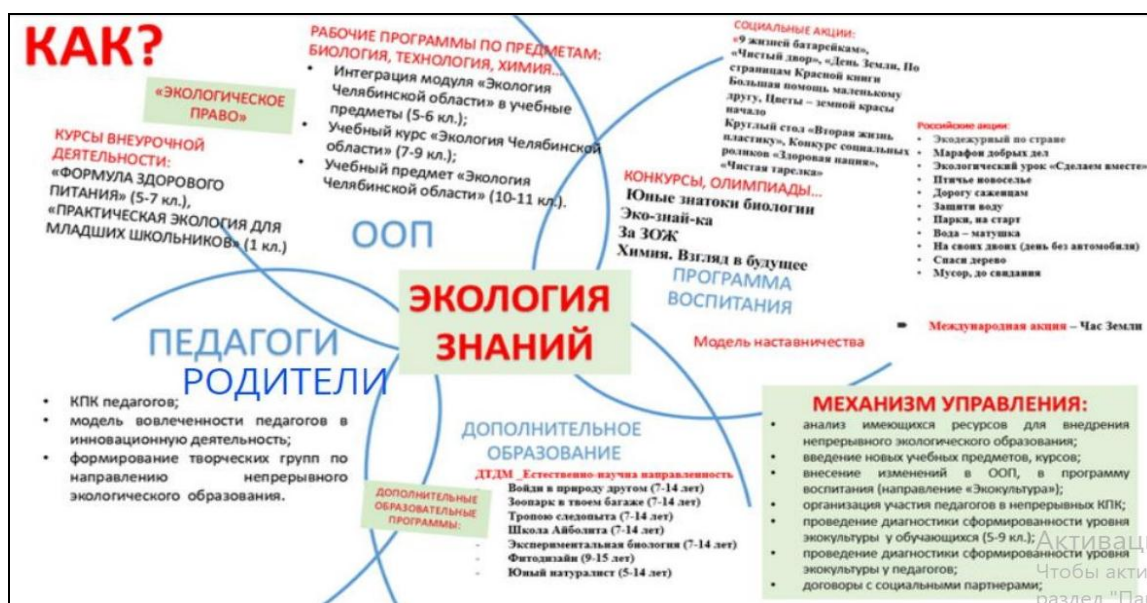 КАК?
«ЭКОЛОГИЧЕСКОЕ
ПРАВО»
КУРСЫ ВНЕУРОЧНОЙ
ДЕЯТЕЛЬНОСТИ:
«ФОРМУЛА ЗДОРОВОГО
ПИТАНИЯ» (5-7 кл.),
«ПРАКТИЧЕСКАЯ ЭКОЛОГИЯ ДЛЯ
МЛАДШИХ ШКОЛЬНИКОВ» (1 кл.)
РАБОЧИЕ ПРОГРАММЫ ПО ПРЕДМЕТАМ:
БИОЛОГИЯ, ТЕХНОЛОГИЯ, ХИМИЯ...
• Интеграция модуля «Экология
Челябинской области» в учебные
предметы (5-6 кл.);
• Учебный курс «Экология Челябинской
области» (7-9 кл.);
• Учебный предмет «Экология
Челябинской области» (10-11 кл.).
ООП
СОЦИАЛЬНЫЕ АКЦИИ:
«9 жизней батарейкам»,
«Чистый двор», «День Земли, По
страницам Красной книги
Большая помощь маленькому
другу, Цветы – земной красы
начало
Круглый стол «Вторая жизнь
пластику», Конкурс социальных
роликов «Здоровая нация»,
«Чистая тарелка»
Российские акции:
• Экодежурный по стране
• Марафон добрых дел
• Экологический урок «Сделаем вместе»
• Птичье новоселье
• Дорогу саженцам
• Защити воду
• Парки, на старт
• Вода – матушка
• На своих двоих (день без автомобиля)
• Спаси дерево
• Мусор, до свидания
КОНКУРСЫ, ОЛИМПИАДЫ...
Юные знатоки биологии
Эко-знай-ка
За ЗОЖ
Химия. Взгляд в будущее
ПРОГРАММА
ВОСПИТАНИЯ
Международная акция – Час Земли
Модель наставничества
ЭКОЛОГИЯ
ЗНАНИЙ
ПЕДАГОГИ
РОДИТЕЛИ
• КПК педагогов;
• модель вовлеченности педагогов в
инновационную деятельность;
• формирование творческих групп по
направлению непрерывного
экологического образования.
ДОПОЛНИТЕЛЬНОЕ
ОБРАЗОВАНИЕ
ДТДМ _Естественно-научна направленность
ДОПОЛНИТЕЛЬНЫЕ
ОБРАЗОВАТЕЛЬНЫЕ
ПРОГРАММЫ:
Войди в природу другом (7-14 лет)
Зоопарк в твоем багаже (7-14 лет)
Тропою следопыта (7-14 лет)
- Школа Айболита (7-14 лет)
- Экспериментальная биология (7-14 лет)
- Фитодизайн (9-15 лет)
- Юный натуралист (5-14 лет)
МЕХАНИЗМ УПРАВЛЕНИЯ:
• анализ имеющихся ресурсов для внедрения
непрерывного экологического образования;
• введение новых учебных предметов, курсов;
• внесение изменений в ООП, в программу
воспитания (направление «Экокультура»);
• организация участия педагогов в непрерывных КПК;
• проведение диагностики сформированности уровня
экокультуры у обучающихся (5-9 кл.);
• проведение диагностики сформированности уровня
экокультуры у педагогов;
• договоры с социальными партнерами;
Активаци
Чтобы акти
раздел "Па